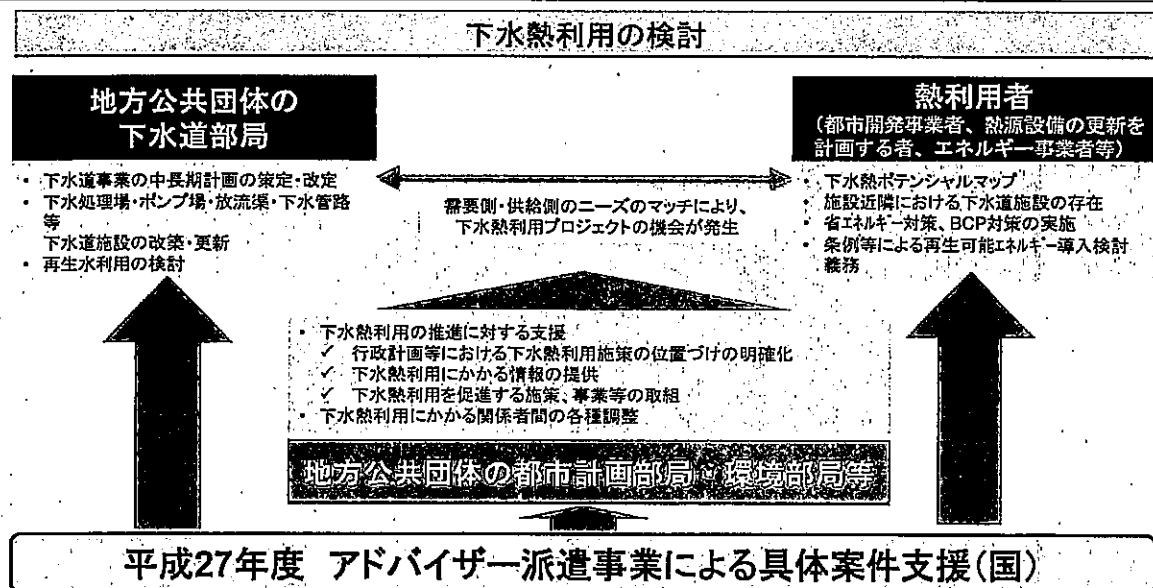 下水熱利用の検討
地方公共団体の
下水道部局
・ 下水道事業の中長期計画の策定・改定
・ 下水処理場・ポンプ場・放流渠・下水管路
等
下水道施設の改築・更新
・ 再生水利用の検討
需要側・供給側のニーズのマッチにより、
下水熱利用プロジェクトの機会が発生
熱利用者
(都市開発事業者、熱源設備の更新を
計画する者、エネルギー事業者等)
・ 下水熱ポテンシャルマップ
・ 施設近隣における下水道施設の存在
・ 省エネルギー対策、BCP対策の実施
・ 条例等による再生可能エネルギー導入検討
義務
・ 下水熱利用の推進に対する支援
✓ 行政計画等における下水熱利用施策の位置づけの明確化
✓ 下水熱利用にかかる情報の提供
✓ 下水熱利用を促進する施策、事業等の取組
・ 下水熱利用にかかる関係者間の各種調整
地方公共団体の都市計画部局・環境部局等
平成27年度 アドバイザー派遣事業による具体案件支援(国)